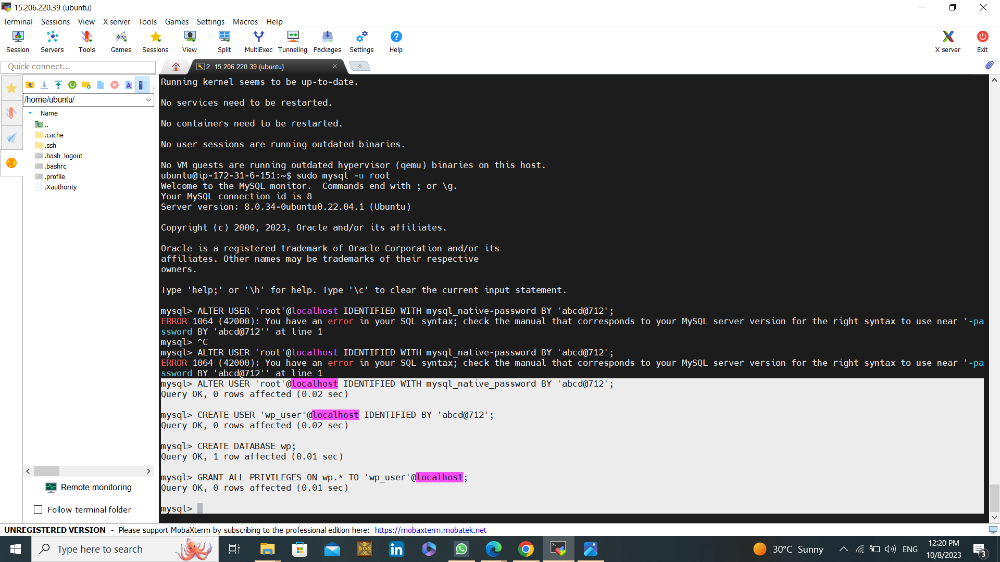 15.206.220.39 (ubuntu)
Terminal Sessions View X server Tools Games Settings Macros Help
Session Servers Tools Games Sessions View Split MultiExec Tunneling Packages Settings Help X server Exit
Quick connect...
2. 15.206.220.39 (ubuntu)
/home/ubuntu/
Name
..
.cache
.ssh
.bash_logout
.bashrc
.profile
.Xauthority
Remote monitoring
Follow terminal folder
Running kernel seems to be up-to-date.
No services need to be restarted.
No containers need to be restarted.
No user sessions are running outdated binaries.
No VM guests are running outdated hypervisor (qemu) binaries on this host.
ubuntu@ip-172-31-6-151:~$ sudo mysql -u root
Welcome to the MySQL monitor.  Commands end with ; or \g.
Your MySQL connection id is 8
Server version: 8.0.34-0ubuntu0.22.04.1 (Ubuntu)
Copyright (c) 2000, 2023, Oracle and/or its affiliates.
Oracle is a registered trademark of Oracle Corporation and/or its
affiliates. Other names may be trademarks of their respective
owners.
Type 'help;' or '\h' for help. Type '\c' to clear the current input statement.
mysql> ALTER USER 'root'@localhost IDENTIFIED WITH mysql_native-password BY 'abcd@712';
ERROR 1064 (42000): You have an error in your SQL syntax; check the manual that corresponds to your MySQL server version for the right syntax to use near '-pa
ssword BY 'abcd@712'' at line 1
mysql> ^C
mysql> ALTER USER 'root'@localhost IDENTIFIED WITH mysql_native-password BY 'abcd@712';
ERROR 1064 (42000): You have an error in your SQL syntax; check the manual that corresponds to your MySQL server version for the right syntax to use near '-pa
ssword BY 'abcd@712'' at line 1
mysql> ALTER USER 'root'@localhost IDENTIFIED WITH mysql_native_password BY 'abcd@712';
Query OK, 0 rows affected (0.02 sec)
mysql> CREATE USER 'wp_user'@localhost IDENTIFIED BY 'abcd@712';
Query OK, 0 rows affected (0.02 sec)
mysql> CREATE DATABASE wp;
Query OK, 1 row affected (0.01 sec)
mysql> GRANT ALL PRIVILEGES ON wp.* TO 'wp_user'@localhost;
Query OK, 0 rows affected (0.01 sec)
mysql>
UNREGISTERED VERSION - Please support MobaXterm by subscribing to the professional edition here: https://mobaxterm.mobatek.net
Type here to search
30°C Sunny
ENG
12:20 PM
10/8/2023
3